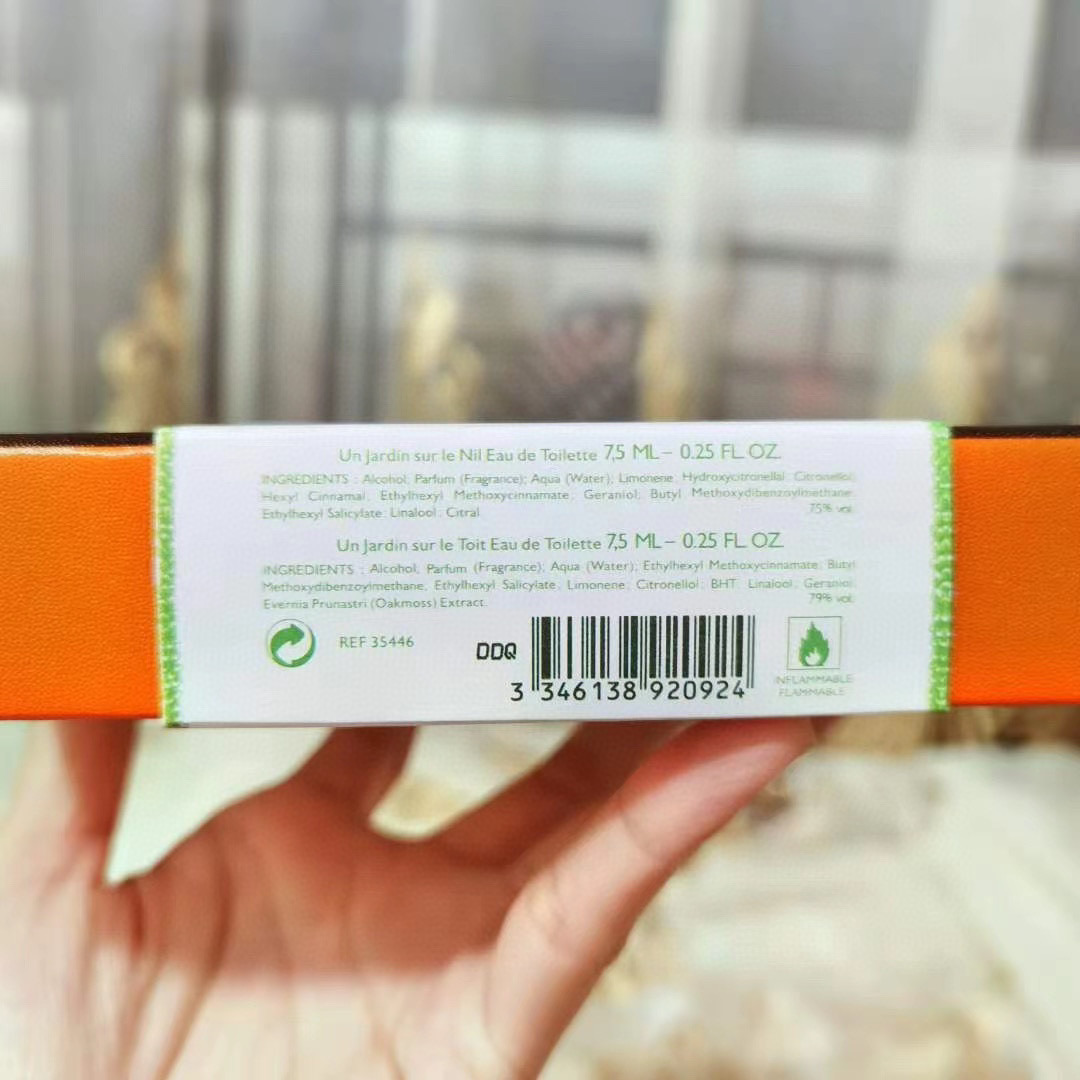 Un Jardin sur le Nil Eau de Toilette 7,5 ML – 0.25 FL. OZ.
INGREDIENTS : Alcohol; Parfum (Fragrance); Aqua (Water); Limonene; Hydroxycitronellal; Citronellol;
Hexyl Cinnamal; Ethylhexyl Methoxycinnamate; Geraniol; Butyl Methoxydibenzoylmethane;
Ethylhexyl Salicylate; Linalool; Citral.
75% vol.
Un Jardin sur le Toit Eau de Toilette 7,5 ML – 0.25 FL. OZ.
INGREDIENTS : Alcohol; Parfum (Fragrance); Aqua (Water); Ethylhexyl Methoxycinnamate; Butyl
Methoxydibenzoylmethane; Ethylhexyl Salicylate; Limonene; Citronellol; BHT; Linalool; Geraniol;
Evernia Prunastri (Oakmoss) Extract.
79% vol.
REF 35446
DDQ
3 346138 920924
INFLAMMABLE
FLAMMABLE